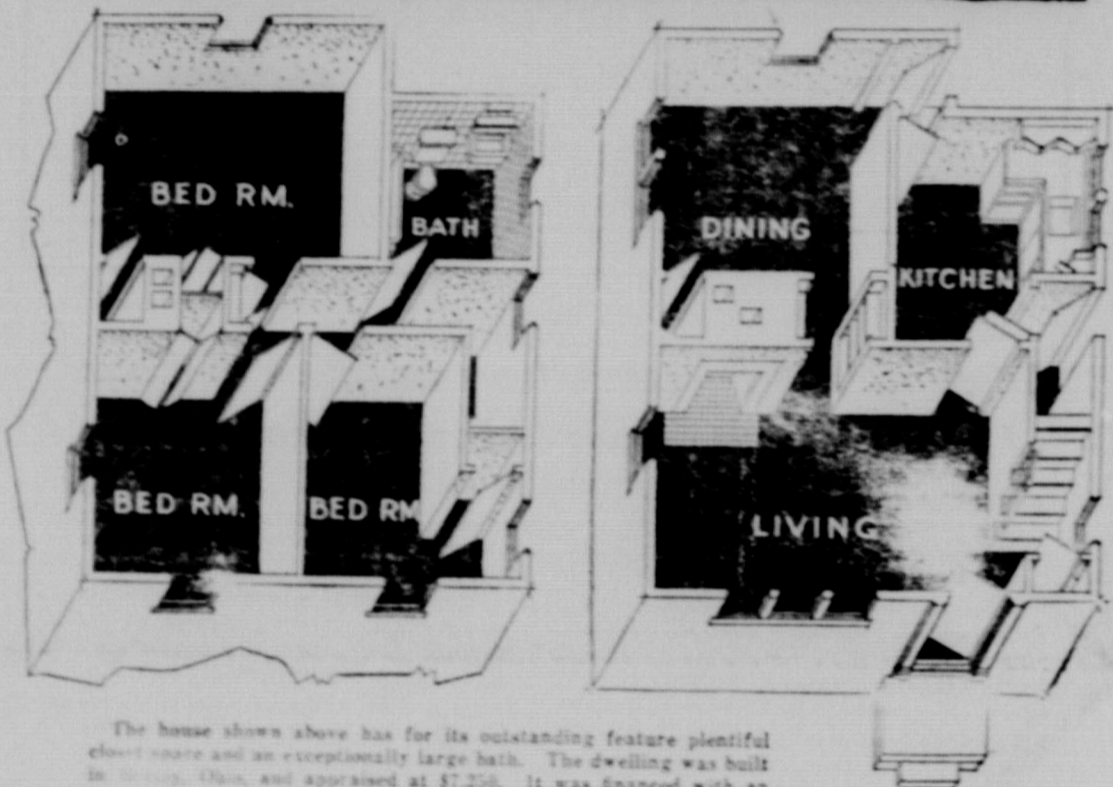 BED RM.
BATH
BED RM.
BED RM
DINING
KITCHEN
LIVING
The house shown above has for its outstanding feature plentiful
closet space and an exceptionally large bath. The dwelling was built
in Ohio, and appraised at $7,250. It was financed with an